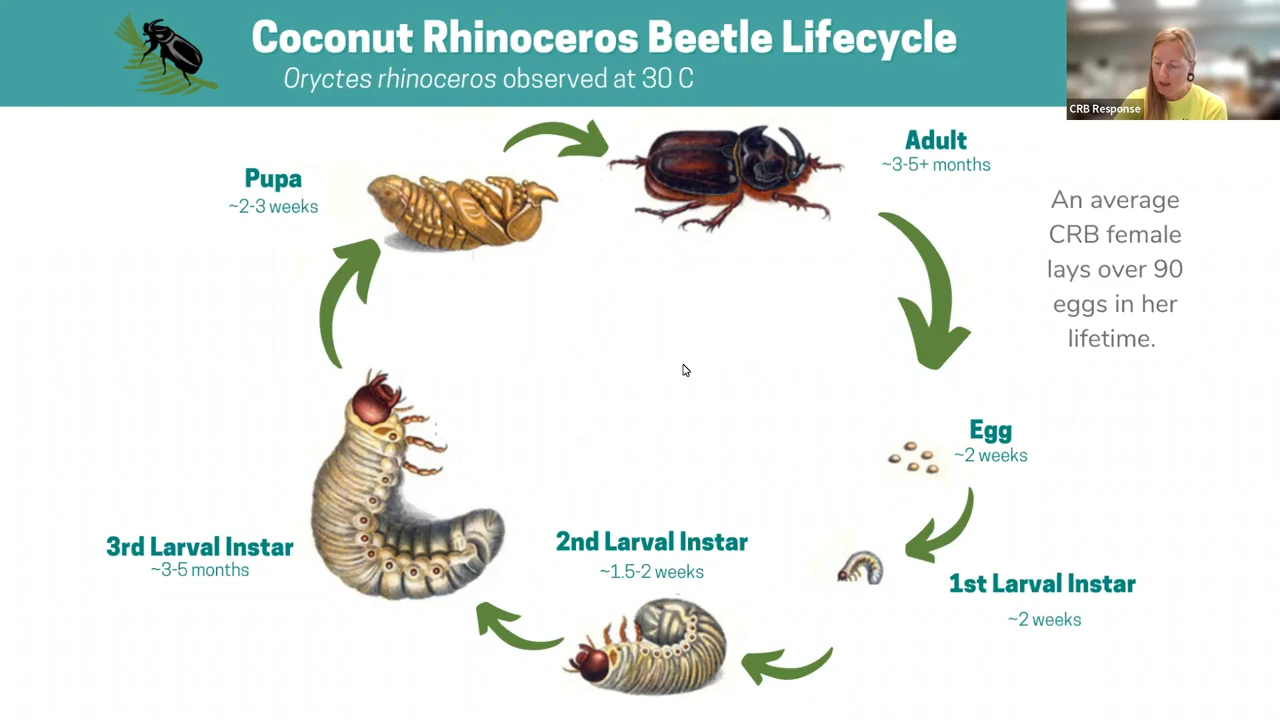 Coconut Rhinoceros Beetle Lifecycle
Oryctes rhinoceros observed at 30 C
CRB Response
Adult
~3-5+ months
Pupa
~2-3 weeks
An average
CRB female
lays over 90
eggs in her
lifetime.
Egg
~2 weeks
3rd Larval Instar
~3-5 months
2nd Larval Instar
~1.5-2 weeks
1st Larval Instar
~2 weeks